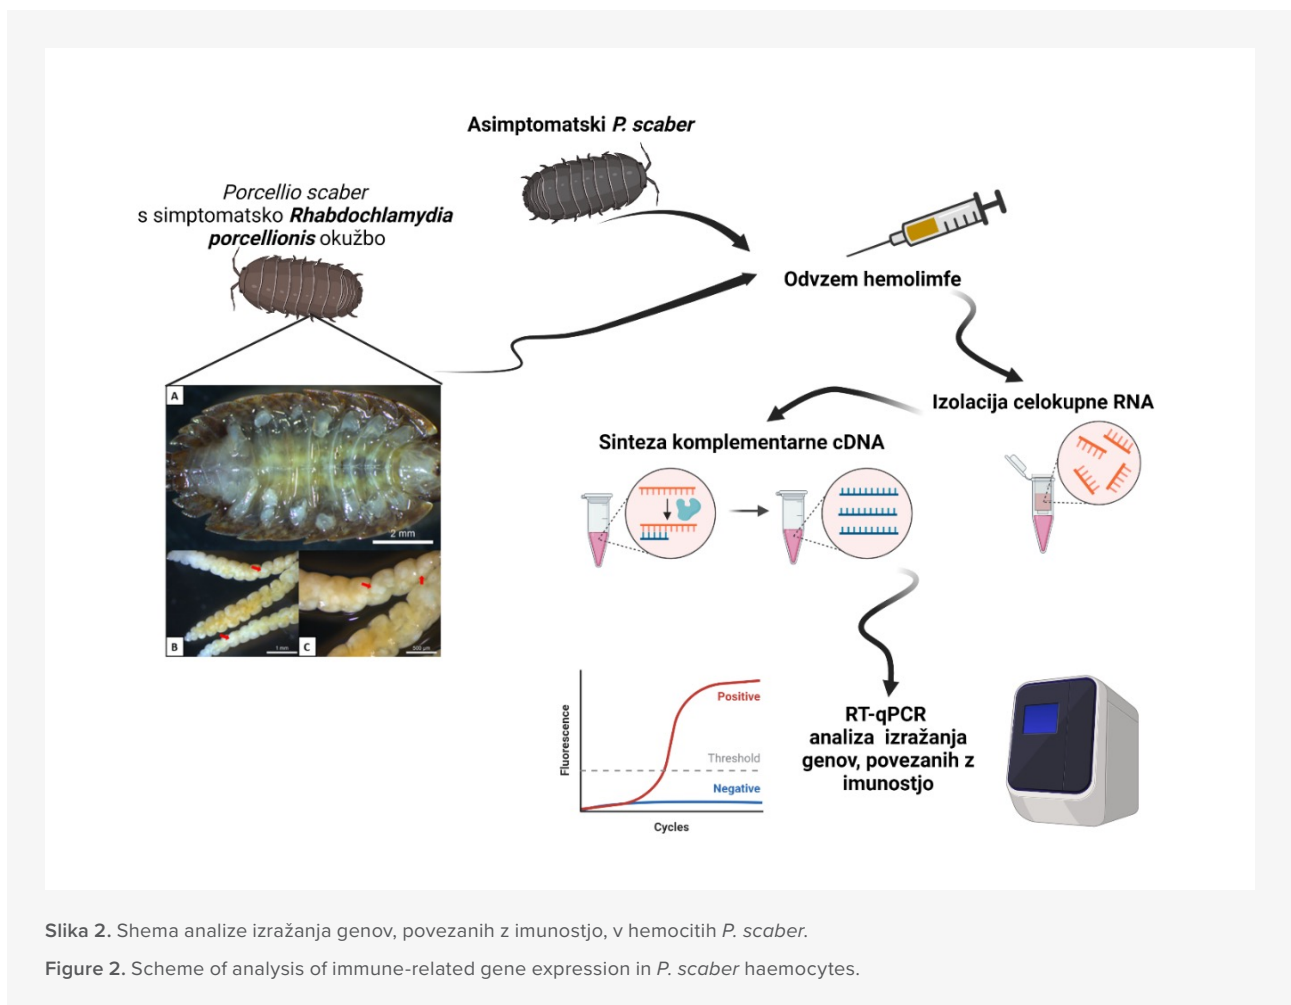 Asimptomatski P. scaber
Porcellio scaber
s simptomatsko Rhabdochlamydia
porcellionis okužbo
Odvzem hemolimfe
Izolacija celokupne RNA
Sinteza komplementarne cDNA
A
2 mm
B
1 mm
C
500 µm
RT-qPCR
analiza izražanja
genov, povezanih z
imunostjo
Fluorescence
Positive
Threshold
Negative
Cycles
Slika 2. Shema analize izražanja genov, povezanih z imunostjo, v hemocitih P. scaber.
Figure 2. Scheme of analysis of immune-related gene expression in P. scaber haemocytes.